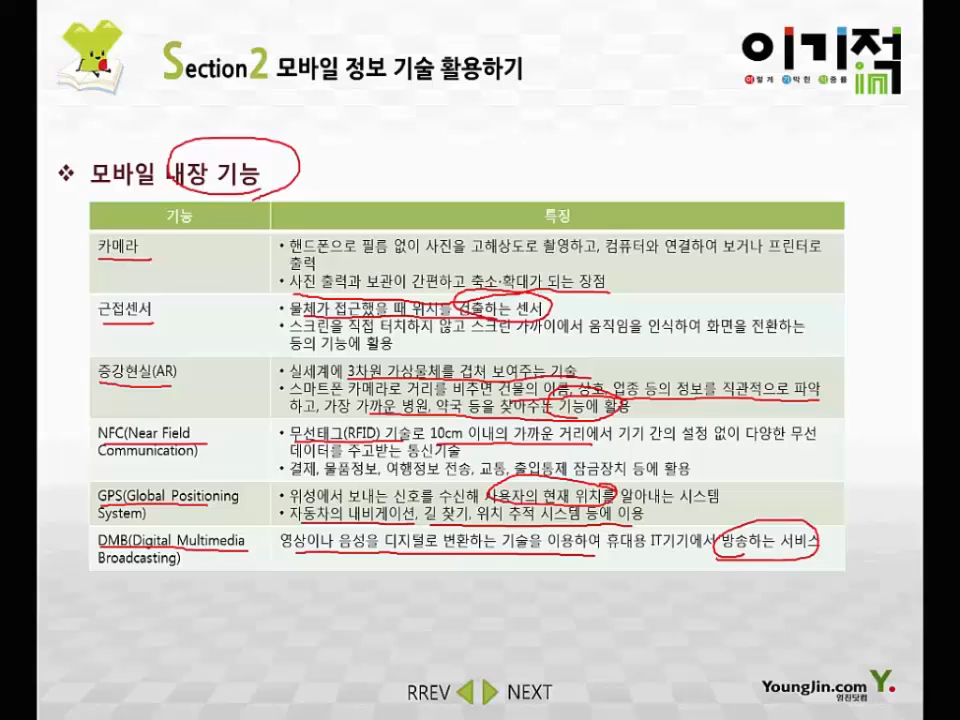 Section 2 모바일 정보 기술 활용하기
이기적 in
이렇게 기막힌 적중률
❖ 모바일 내장 기능
기능 특징
카메라
• 핸드폰으로 필름 없이 사진을 고해상도로 촬영하고, 컴퓨터와 연결하여 보거나 프린터로
출력
• 사진 출력과 보관이 간편하고 축소·확대가 되는 장점
근접센서
• 물체가 접근했을 때 위치를 검출하는 센서
• 스크린을 직접 터치하지 않고 스크린 가까이에서 움직임을 인식하여 화면을 전환하는
등의 기능에 활용
증강현실(AR)
• 실세계에 3차원 가상물체를 겹쳐 보여주는 기술
• 스마트폰 카메라로 거리를 비추면 건물의 이름, 상호, 업종 등의 정보를 직관적으로 파악
하고, 가장 가까운 병원, 약국 등을 찾아주는 기능에 활용
NFC(Near Field
Communication)
• 무선태그(RFID) 기술로 10cm 이내의 가까운 거리에서 기기 간의 설정 없이 다양한 무선
데이터를 주고받는 통신기술
• 결제, 물품정보, 여행정보 전송, 교통, 출입통제 잠금장치 등에 활용
GPS(Global Positioning
System)
• 위성에서 보내는 신호를 수신해 사용자의 현재 위치를 알아내는 시스템
• 자동차의 내비게이션, 길 찾기, 위치 추적 시스템 등에 이용
DMB(Digital Multimedia
Broadcasting)
영상이나 음성을 디지털로 변환하는 기술을 이용하여 휴대용 IT기기에서 방송하는 서비스
RREV NEXT
YoungJin.com Y.
영진닷컴